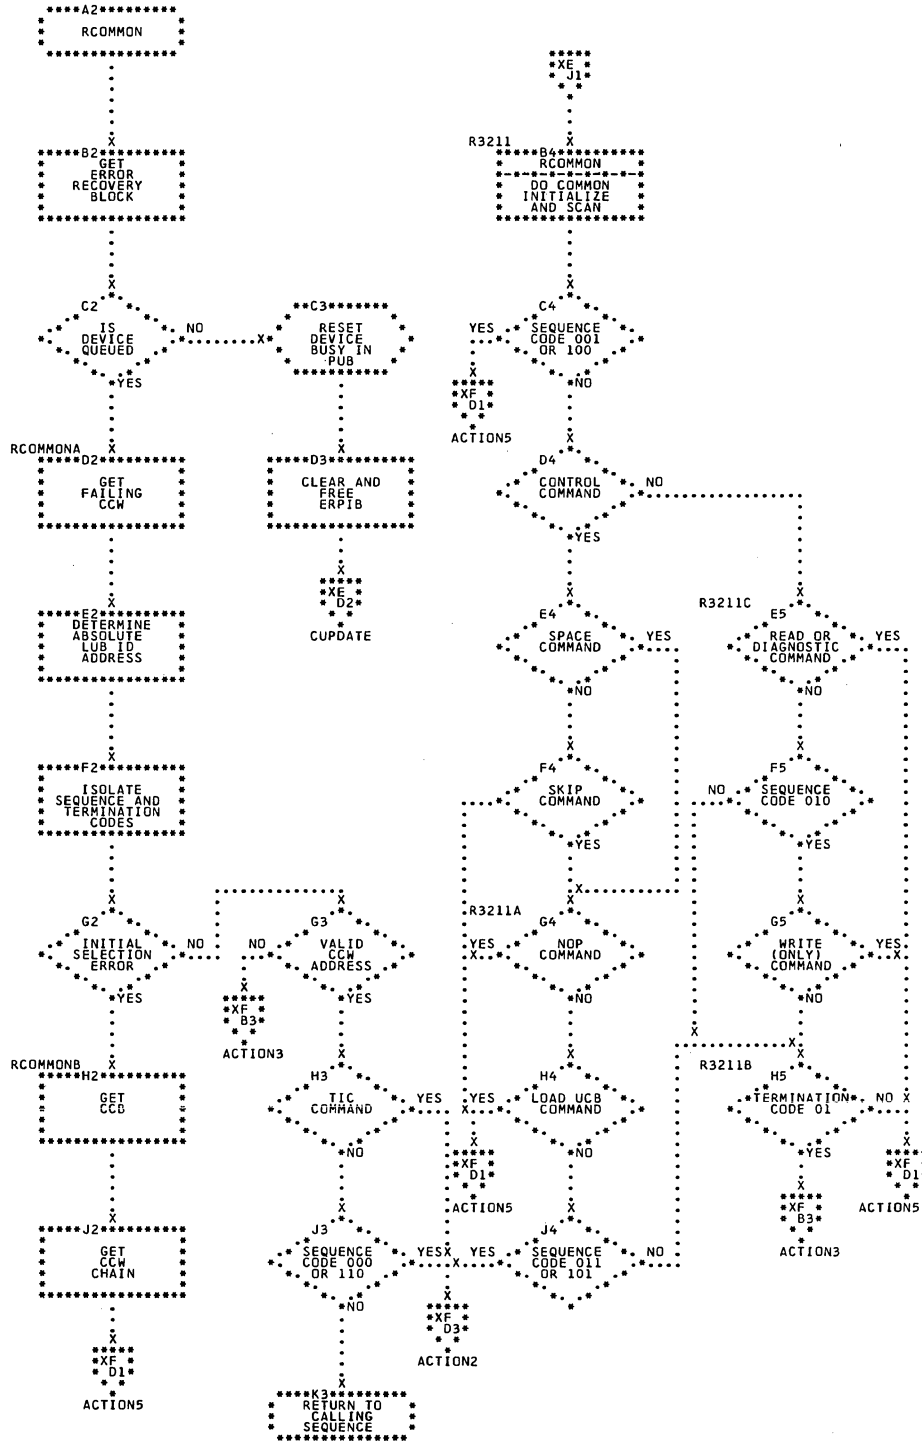 A2
RCOMMON
B2
GET
ERROR
RECOVERY
BLOCK
C2
IS
DEVICE
QUEUED
NO
YES
C3
RESET
DEVICE
BUSY IN
PUB
RCOMMONA
D2
GET
FAILING
CCW
D3
CLEAR AND
FREE
ERPIB
XE
D2
CUPDATE
E2
DETERMINE
ABSOLUTE
LUB ID
ADDRESS
F2
ISOLATE
SEQUENCE AND
TERMINATION
CODES
G2
INITIAL
SELECTION
ERROR
NO
YES
G3
VALID
CCW
ADDRESS
NO
YES
XF
B3
ACTION3
RCOMMONB
H2
GET
CCB
H3
TIC
COMMAND
YES
NO
J2
GET
CCW
CHAIN
J3
SEQUENCE
CODE 000
OR 110
YES
NO
XF
D1
ACTION5
XF
D3
ACTION2
K3
RETURN TO
CALLING
SEQUENCE
XE
J1
R3211
B4
RCOMMON
DO COMMON
INITIALIZE
AND SCAN
C4
SEQUENCE
CODE 001
OR 100
YES
NO
XF
D1
ACTION5
D4
CONTROL
COMMAND
NO
YES
E4
SPACE
COMMAND
YES
NO
R3211C
E5
READ OR
DIAGNOSTIC
COMMAND
YES
NO
F4
SKIP
COMMAND
YES
F5
SEQUENCE
CODE 010
NO
YES
R3211A
G4
NOP
COMMAND
YES
NO
G5
WRITE
(ONLY)
COMMAND
YES
NO
H4
LOAD UCB
COMMAND
YES
NO
R3211B
H5
TERMINATION
CODE 01
NO
YES
XF
D1
ACTION5
J4
SEQUENCE
CODE 011
OR 101
YES
NO
XF
B3
ACTION3
XF
D1
ACTION5